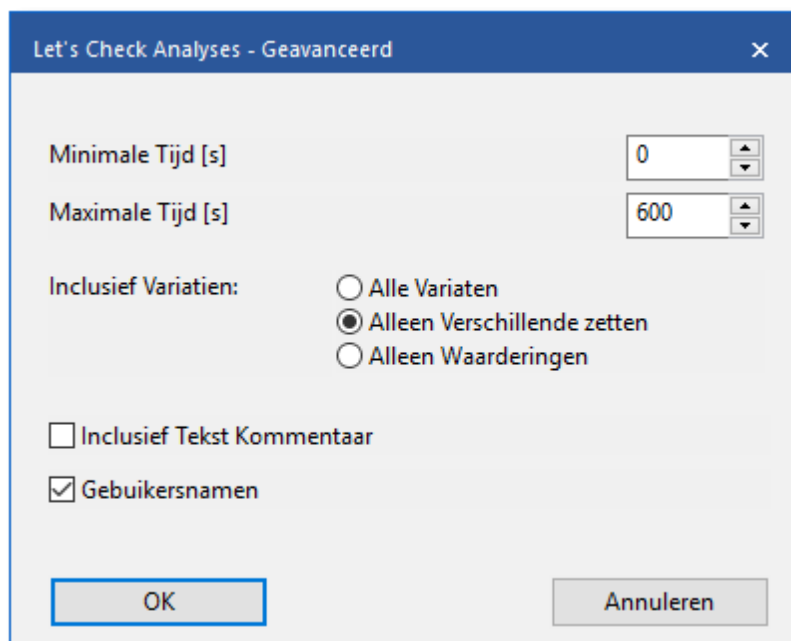 Let's Check Analyses - Geavanceerd
Minimale Tijd [s] 0
Maximale Tijd [s] 600
Inclusief Variatien: Alle Variaten
Alleen Verschillende zetten
Alleen Waarderingen
Inclusief Tekst Kommentaar
Gebuikersnamen
OK Annuleren